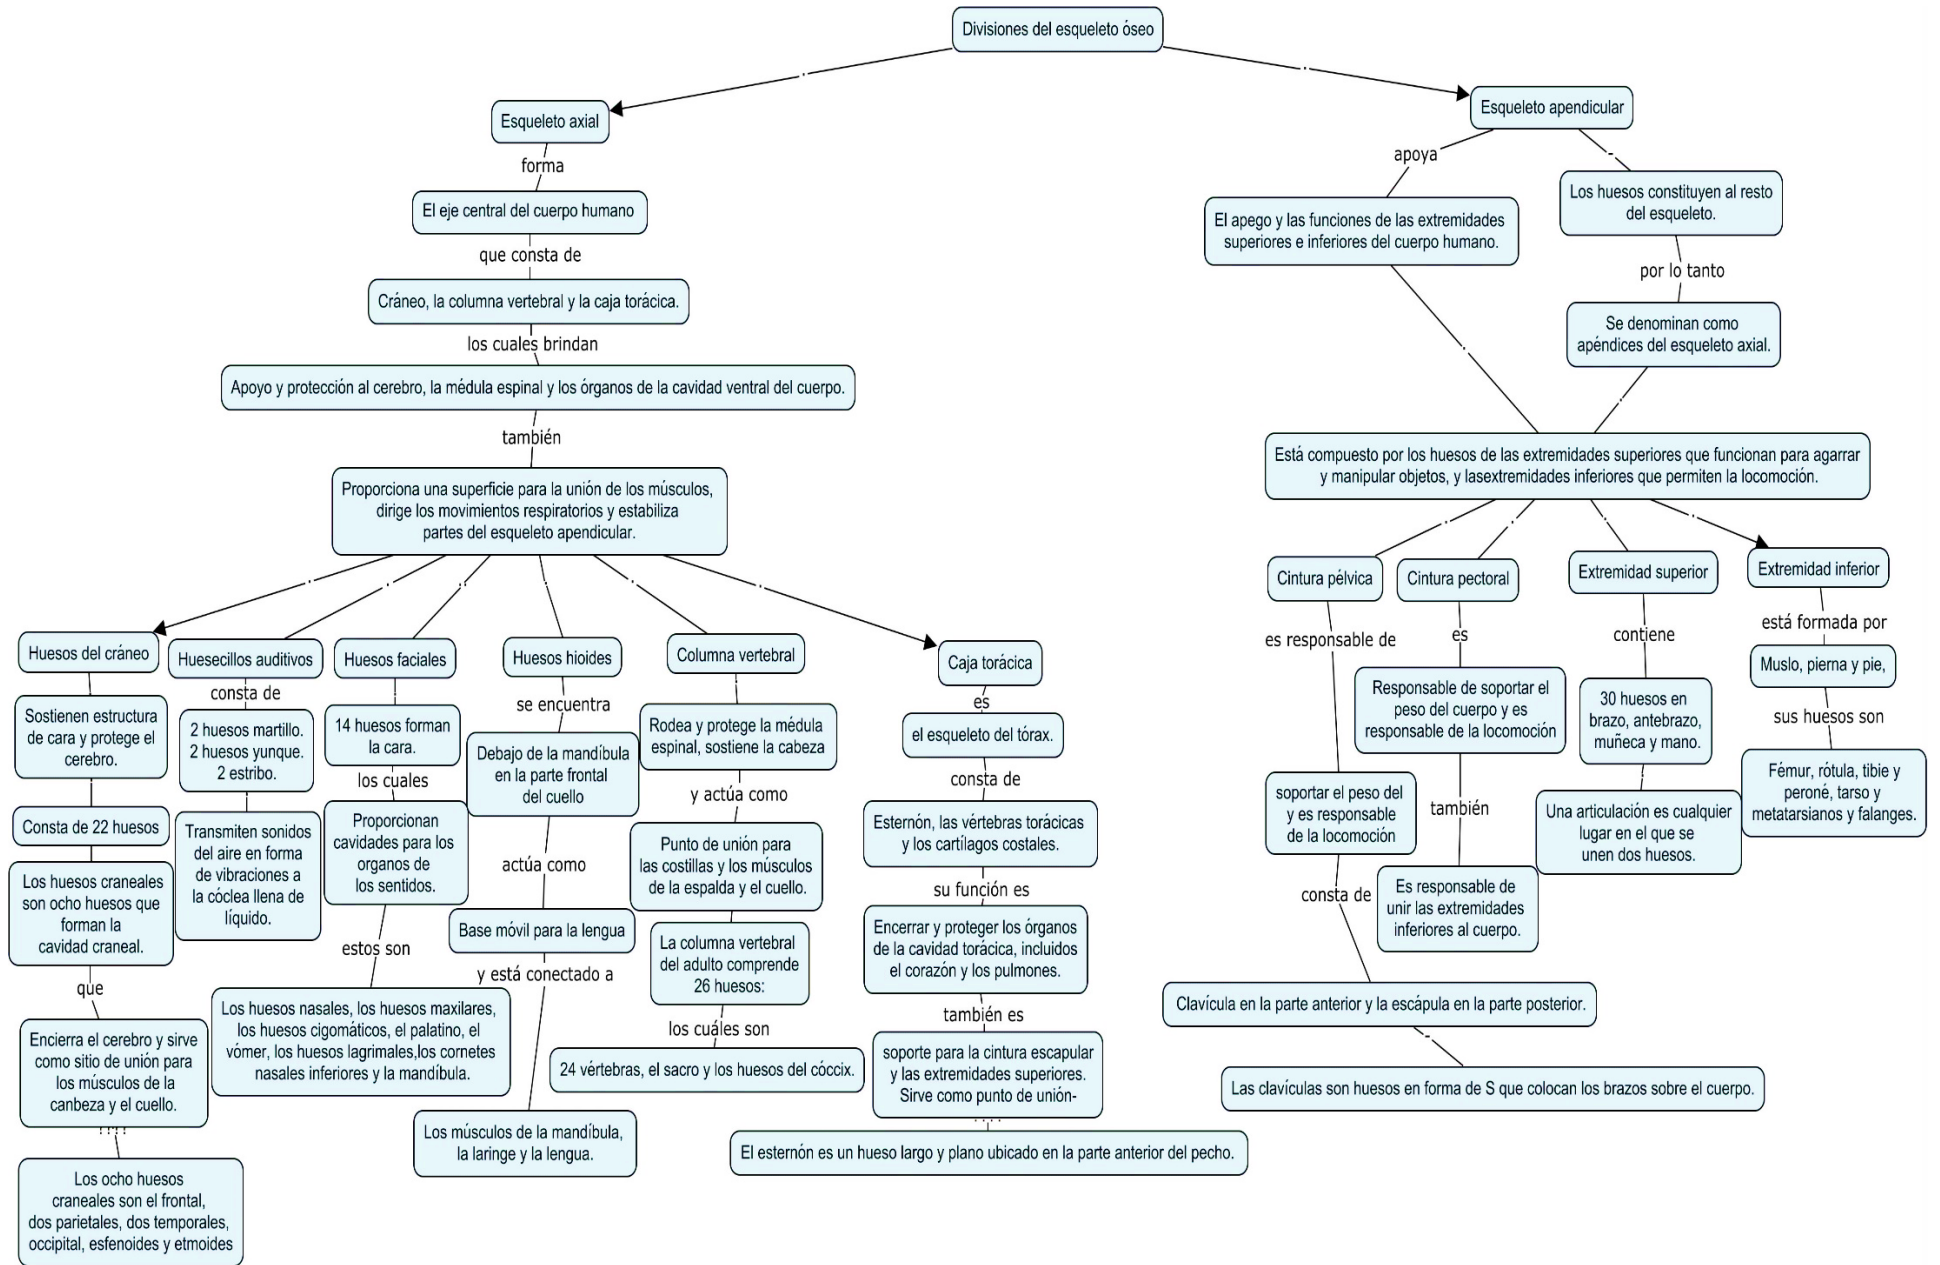 Divisiones del esqueleto óseo
Esqueleto axial
forma
El eje central del cuerpo humano
que consta de
Cráneo, la columna vertebral y la caja torácica.
los cuales brindan
Apoyo y protección al cerebro, la médula espinal y los órganos de la cavidad ventral del cuerpo.
también
Proporciona una superficie para la unión de los músculos,
dirige los movimientos respiratorios y estabiliza
partes del esqueleto apendicular.
Huesos del cráneo
Sostienen estructura
de cara y protege el
cerebro.
Consta de 22 huesos
Los huesos craneales
son ocho huesos que
forman la
cavidad craneal.
que
Encierra el cerebro y sirve
como sitio de unión para
los músculos de la
canbeza y el cuello.
Los ocho huesos
craneales son el frontal,
dos parietales, dos temporales,
occipital, esfenoides y etmoides
Huesecillos auditivos
consta de
2 huesos martillo.
2 huesos yunque.
2 estribo.
Transmiten sonidos
del aire en forma
de vibraciones a
la cóclea llena de
líquido.
Huesos faciales
14 huesos forman
la cara.
los cuales
Proporcionan
cavidades para los
organos de
los sentidos.
estos son
Los huesos nasales, los huesos maxilares,
los huesos cigomáticos, el palatino, el
vómer, los huesos lagrimales,los cornetes
nasales inferiores y la mandíbula.
Huesos hioides
se encuentra
Debajo de la mandíbula
en la parte frontal
del cuello
actúa como
Base móvil para la lengua
y está conectado a
Los músculos de la mandíbula,
la laringe y la lengua.
Columna vertebral
Rodea y protege la médula
espinal, sostiene la cabeza
y actúa como
Punto de unión para
las costillas y los músculos
de la espalda y el cuello.
La columna vertebral
del adulto comprende
26 huesos:
los cuáles son
24 vértebras, el sacro y los huesos del cóccix.
Caja torácica
es
el esqueleto del tórax.
consta de
Esternón, las vértebras torácicas
y los cartílagos costales.
su función es
Encerrar y proteger los órganos
de la cavidad torácica, incluidos
el corazón y los pulmones.
también es
soporte para la cintura escapular
y las extremidades superiores.
Sirve como punto de unión-
El esternón es un hueso largo y plano ubicado en la parte anterior del pecho.
Esqueleto apendicular
apoya
El apego y las funciones de las extremidades
superiores e inferiores del cuerpo humano.
Los huesos constituyen al resto
del esqueleto.
por lo tanto
Se denominan como
apéndices del esqueleto axial.
Está compuesto por los huesos de las extremidades superiores que funcionan para agarrar
y manipular objetos, y lasextremidades inferiores que permiten la locomoción.
Cintura pélvica
es responsable de
soportar el peso del
y es responsable
de la locomoción
consta de
Clavícula en la parte anterior y la escápula en la parte posterior.
Las clavículas son huesos en forma de S que colocan los brazos sobre el cuerpo.
Cintura pectoral
es
Responsable de soportar el
peso del cuerpo y es
responsable de la locomoción
también
Es responsable de
unir las extremidades
inferiores al cuerpo.
Extremidad superior
contiene
30 huesos en
brazo, antebrazo,
muñeca y mano.
Una articulación es cualquier
lugar en el que se
unen dos huesos.
Extremidad inferior
está formada por
Muslo, pierna y pie,
sus huesos son
Fémur, rótula, tibie y
peroné, tarso y
metatarsianos y falanges.